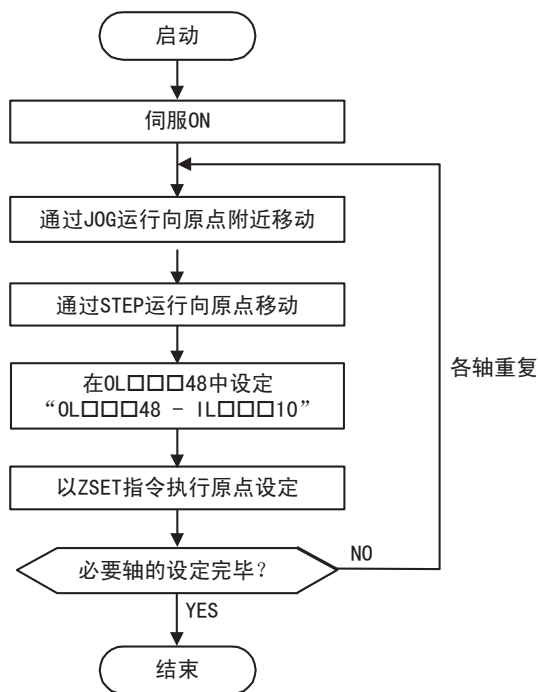 启动
伺服ON
通过JOG运行向原点附近移动
通过STEP运行向原点移动
在OL□□□48中设定
“OL□□□48 － IL□□□10”
以ZSET指令执行原点设定
必要轴的设定完毕？
NO
YES
结束
各轴重复